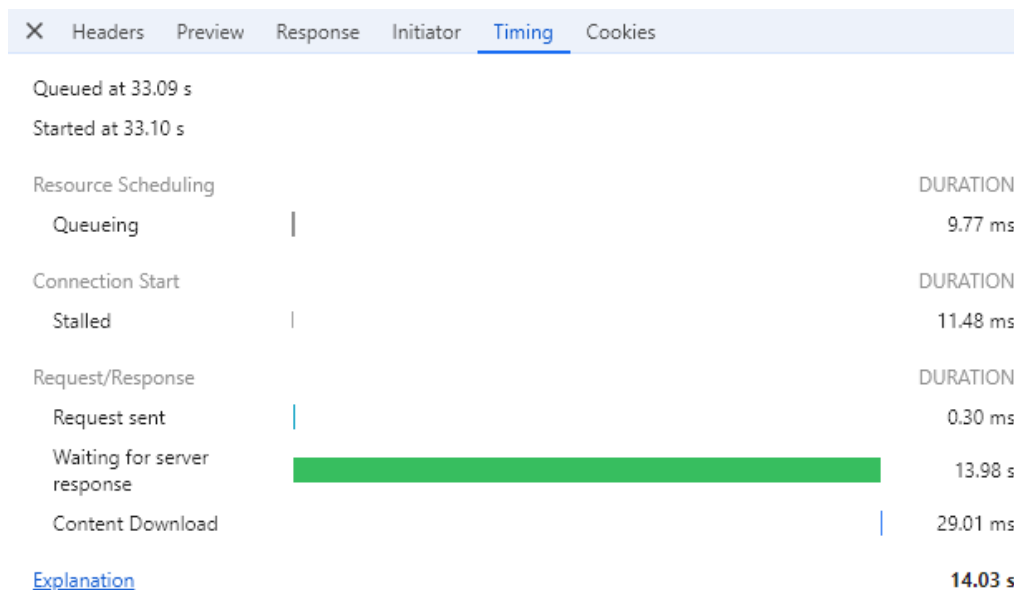 Headers Preview Response Initiator Timing Cookies
Queued at 33.09 s
Started at 33.10 s
Resource Scheduling DURATION
Queueing 9.77 ms
Connection Start DURATION
Stalled 11.48 ms
Request/Response DURATION
Request sent 0.30 ms
Waiting for server
response 13.98 s
Content Download 29.01 ms
Explanation 14.03 s